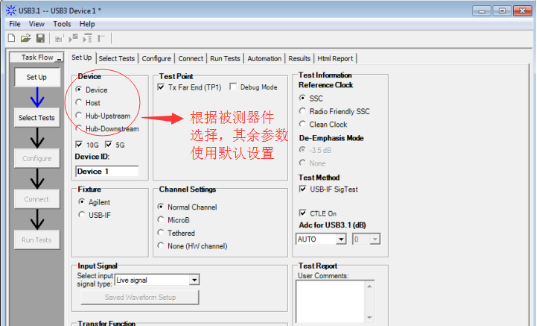 USB3.1 -- USB3 Device 1 *
File View Tools Help
Task Flow
Set Up
Select Tests
Configure
Connect
Run Tests
Set Up Select Tests Configure Connect Run Tests Automation Results Html Report
Device
Device
Host
Hub-Upstream
Hub-Downstream
10G 5G
Device ID:
Device 1
Test Point
Tx Far End (TP1) Debug Mode
根据被测器件
选择，其余参数
使用默认设置
Test Information
Reference Clock
SSC
Radio Friendly SSC
Clean Clock
De-Emphasis Mode
-3.5 dB
None
Test Method
USB-IF SigTest
CTLE On
Adc for USB3.1 (dB)
AUTO 0
Fixture
Agilent
USB-IF
Channel Settings
Normal Channel
MicroB
Tethered
None (HW channel)
Input Signal
Select input
signal type: Live signal
Saved Waveform Setup
Test Report
User Comments:
Transfer Function